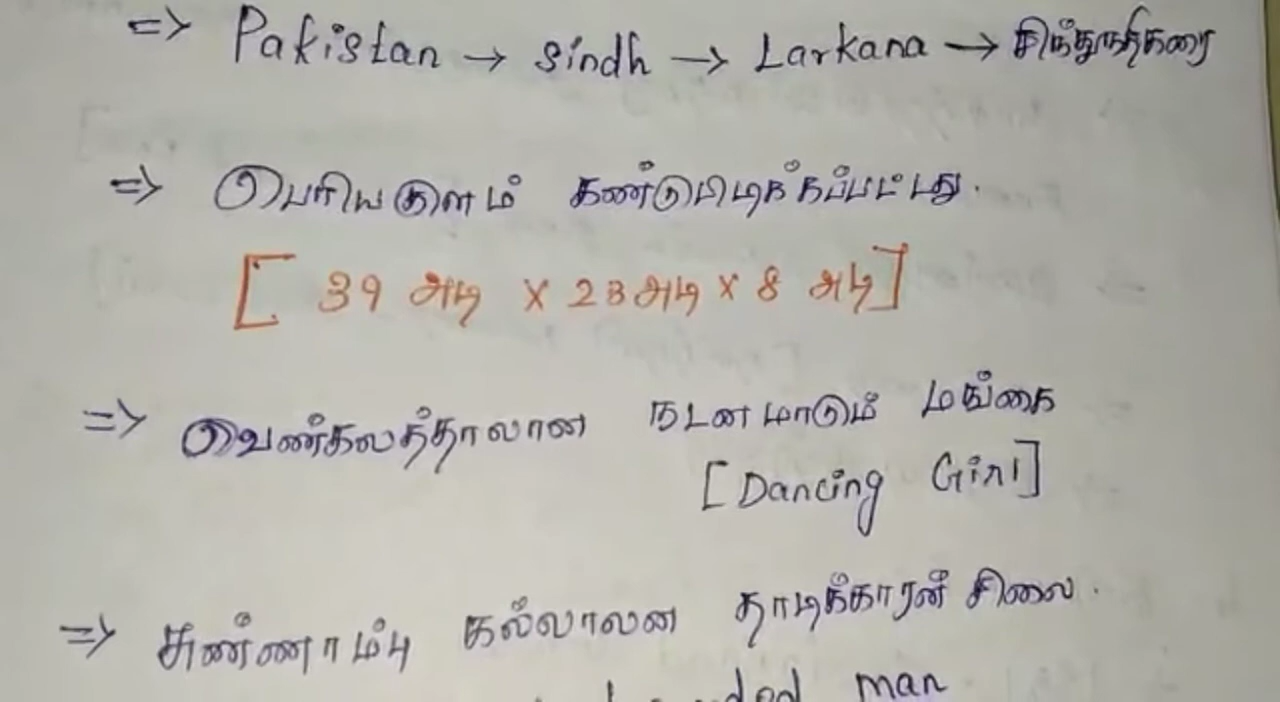 => Pakistan → Sindh → Larkana → சிந்துநதிகரை
=> பெரியகுளம் கண்டுபிடிக்கப்பட்டது.
[ 39 அடி x 23 அடி x 8 அடி ]
=> வெண்கலத்தாலான நடனமாடும் மங்கை
[Dancing Girl]
=> சுண்ணாம்பு கல்லாலன தாடிக்காரன் சிலை.
man